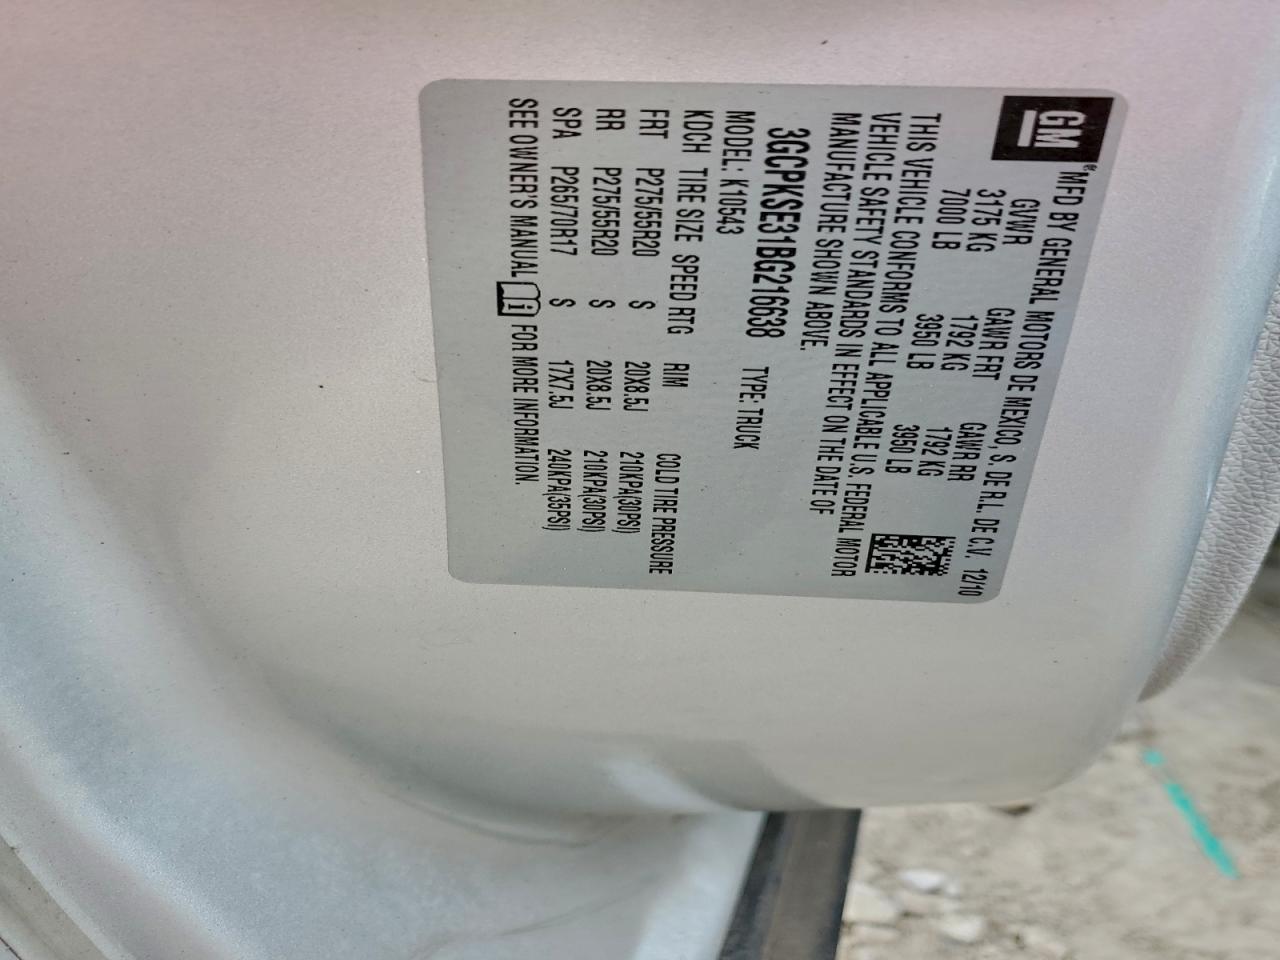 GM® MFD BY GENERAL MOTORS DE MEXICO, S. DE R.L. DE C.V. 12/10
GVWR GAWR FRT GAWR RR
3175 KG 1792 KG 1792 KG
7000 LB 3950 LB 3950 LB
THIS VEHICLE CONFORMS TO ALL APPLICABLE U.S. FEDERAL MOTOR
VEHICLE SAFETY STANDARDS IN EFFECT ON THE DATE OF
MANUFACTURE SHOWN ABOVE.
3GCPKSE31BG216638 TYPE: TRUCK
MODEL: K10543
KDCH TIRE SIZE SPEED RTG RIM COLD TIRE PRESSURE
FRT P275/55R20 S 20X8.5J 210KPA(30PSI)
RR P275/55R20 S 20X8.5J 210KPA(30PSI)
SPA P265/70R17 S 17X7.5J 240KPA(35PSI)
SEE OWNER'S MANUAL FOR MORE INFORMATION.